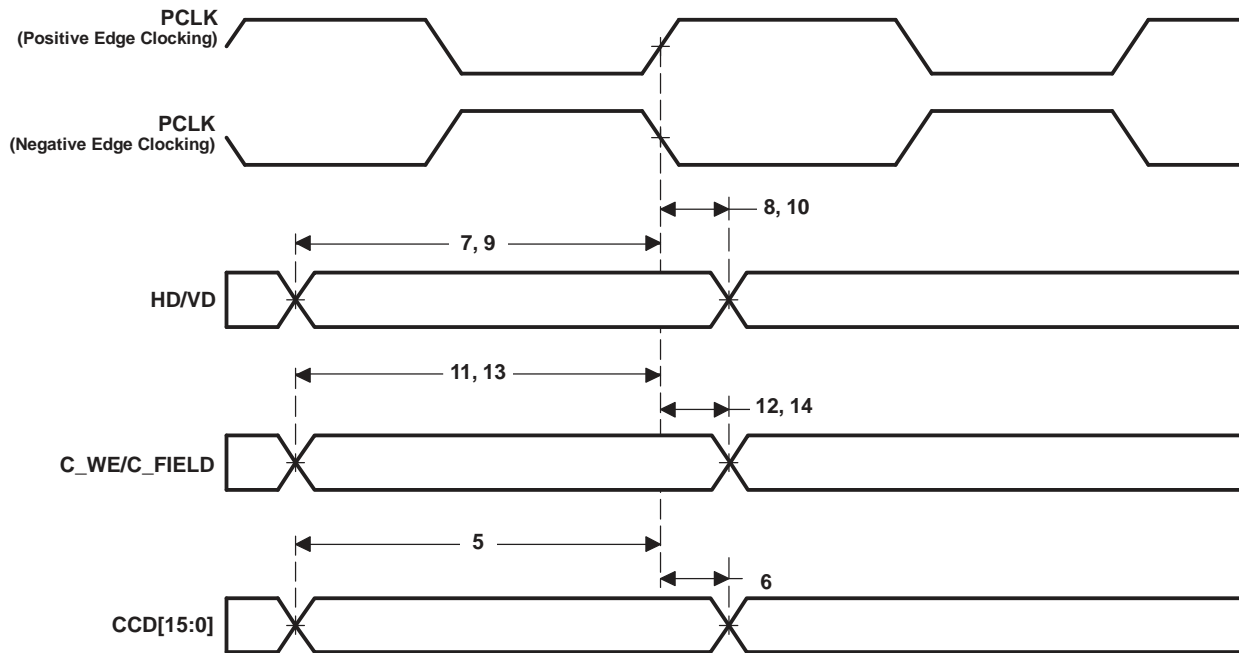 PCLK
(Positive Edge Clocking)
PCLK
(Negative Edge Clocking)
8, 10
7, 9
HD/VD
11, 13
12, 14
C_WE/C_FIELD
5
6
CCD[15:0]